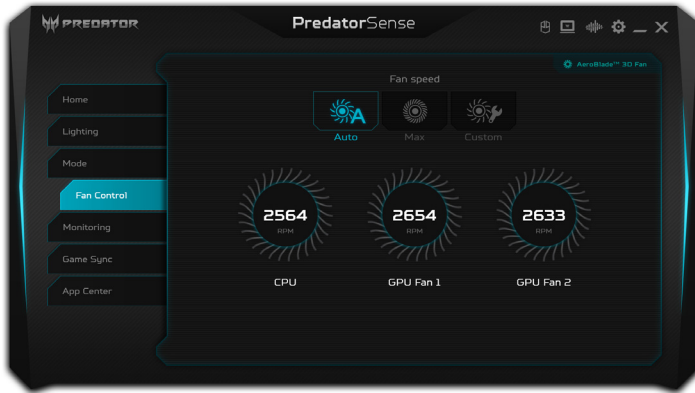 PREDATOR
PredatorSense
AeroBlade™ 3D Fan
Fan speed
Auto
Max
Custom
Home
Lighting
Mode
Fan Control
Monitoring
Game Sync
App Center
2564
RPM
CPU
2654
RPM
GPU Fan 1
2633
RPM
GPU Fan 2